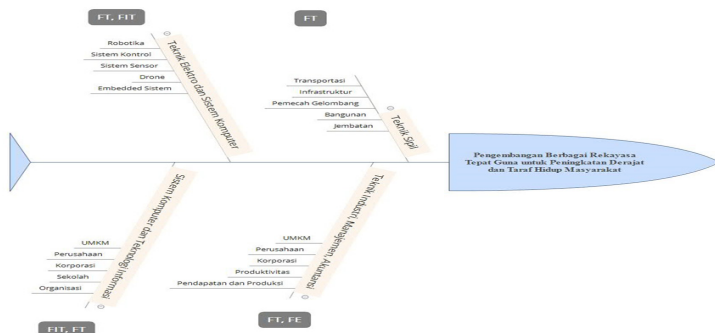 FT, FIT
Robotika
Sistem Kontrol
Sistem Sensor
Drone
Embedded Sistem
Teknik Elektro dan Sistem Komputer
FT
Transportasi
Infrastruktur
Pemecah Gelombang
Bangunan
Jembatan
Teknik Sipil
Pengembangan Berbagai Rekayasa
Tepat Guna untuk Peningkatan Derajat
dan Taraf Hidup Masyarakat
Sistem Komputer dan Teknologi Informasi
UMKM
Perusahaan
Korporasi
Sekolah
Organisasi
FIT, FT
Teknik Industri, Manajemen, Akuntansi
UMKM
Perusahaan
Korporasi
Produktivitas
Pendapatan dan Produksi
FT, FE